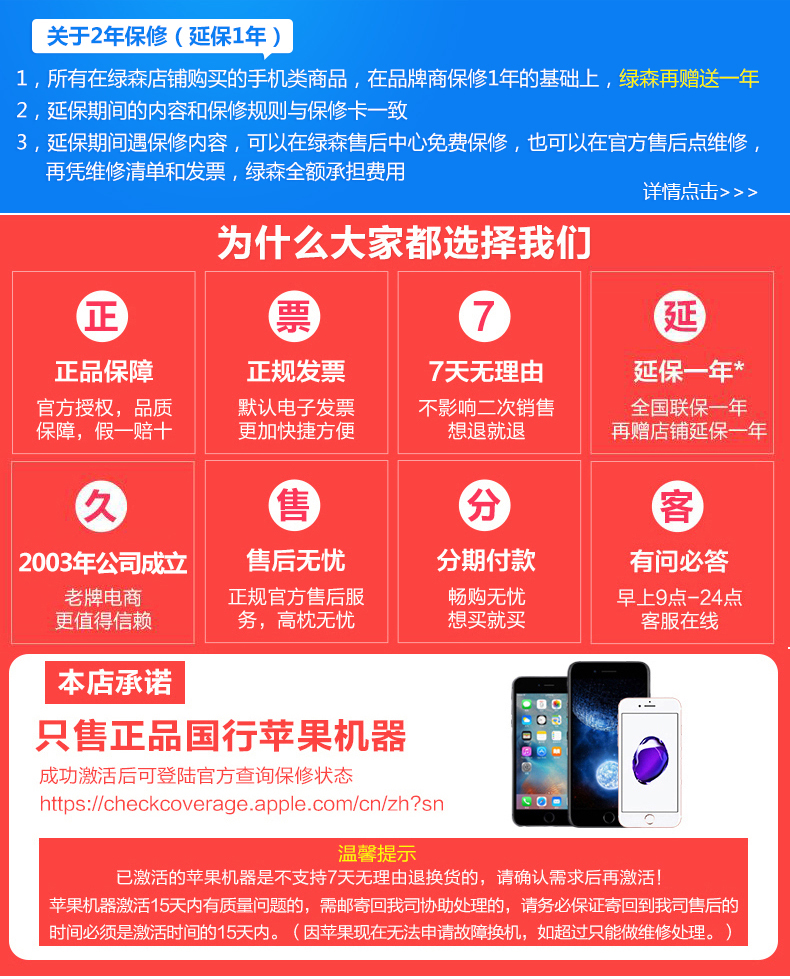 关于2年保修（延保1年）
1，所有在绿森店铺购买的手机类商品，在品牌商保修1年的基础上，绿森再赠送一年
2，延保期间的内容和保修规则与保修卡一致
3，延保期间遇保修内容，可以在绿森售后中心免费保修，也可以在官方售后点维修，
再凭维修清单和发票，绿森全额承担费用
详情点击>>>
为什么大家都选择我们
正
正品保障
官方授权，品质
保障，假一赔十
票
正规发票
默认电子发票
更加快捷方便
7
7天无理由
不影响二次销售
想退就退
延
延保一年*
全国联保一年
再赠店铺延保一年
久
2003年公司成立
老牌电商
更值得信赖
售
售后无忧
正规官方售后服
务，高枕无忧
分
分期付款
畅购无忧
想买就买
客
有问必答
早上9点-24点
客服在线
本店承诺
只售正品国行苹果机器
成功激活后可登陆官方查询保修状态
https://checkcoverage.apple.com/cn/zh?sn
温馨提示
已激活的苹果机器是不支持7天无理由退换货的，请确认需求后再激活！
苹果机器激活15天内有质量问题的，需邮寄回我司协助处理的，请务必保证寄回到我司售后的
时间必须是激活时间的15天内。（因苹果现在无法申请故障换机，如超过只能做维修处理。）